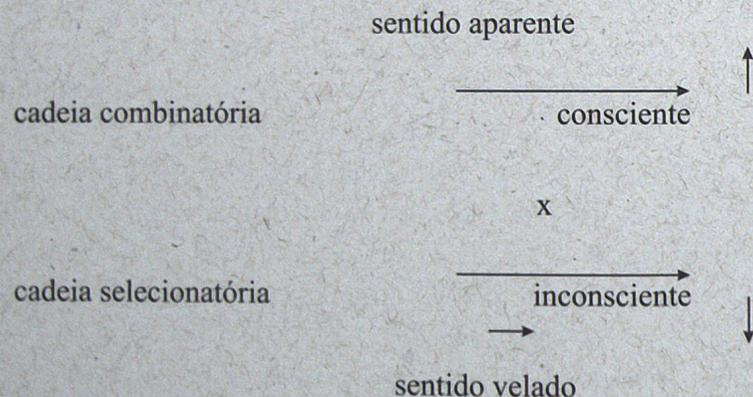 sentido aparente
cadeia combinatória
consciente
x
cadeia selecionatória
inconsciente
sentido velado